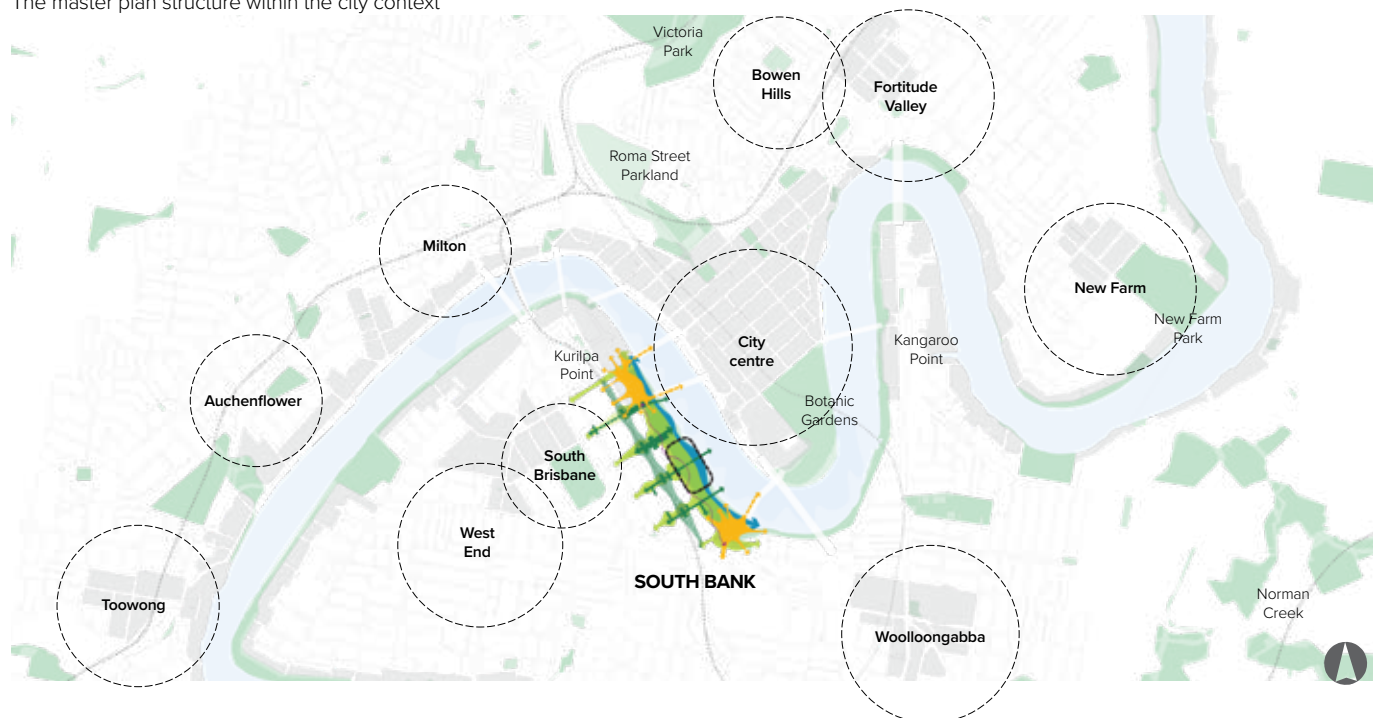 The master plan structure within the city context
Victoria
Park
Bowen
Hills
Fortitude
Valley
Roma Street
Parkland
Milton
New Farm
New Farm
Park
City
centre
Kangaroo
Point
Kurilpa
Point
Auchenflower
Botanic
Gardens
South
Brisbane
West
End
SOUTH BANK
Toowong
Norman
Creek
Woolloongabba